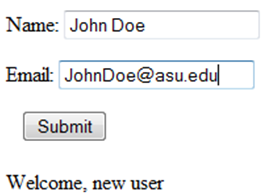 Name: John Doe
Email: JohnDoe@asu.edu
Submit
Welcome, new user